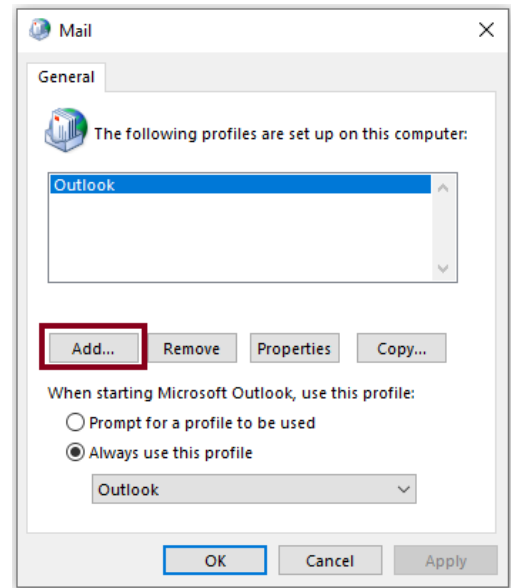 Mail
General
The following profiles are set up on this computer:
Outlook
Add... Remove Properties Copy...
When starting Microsoft Outlook, use this profile:
Prompt for a profile to be used
Always use this profile
Outlook
OK Cancel Apply